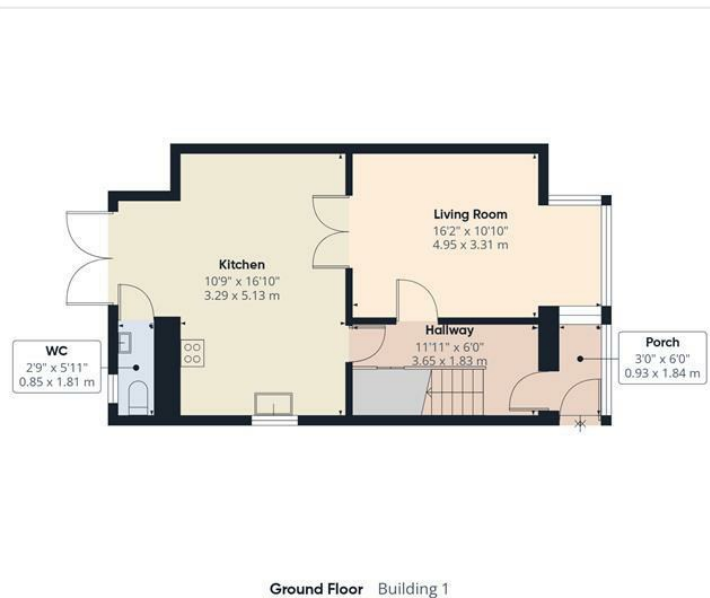 Living Room
16'2" x 10'10"
4.95 x 3.31 m
Kitchen
10'9" x 16'10"
3.29 x 5.13 m
Hallway
11'11" x 6'0"
3.65 x 1.83 m
WC
2'9" x 5'11"
0.85 x 1.81 m
Porch
3'0" x 6'0"
0.93 x 1.84 m
Ground Floor Building 1